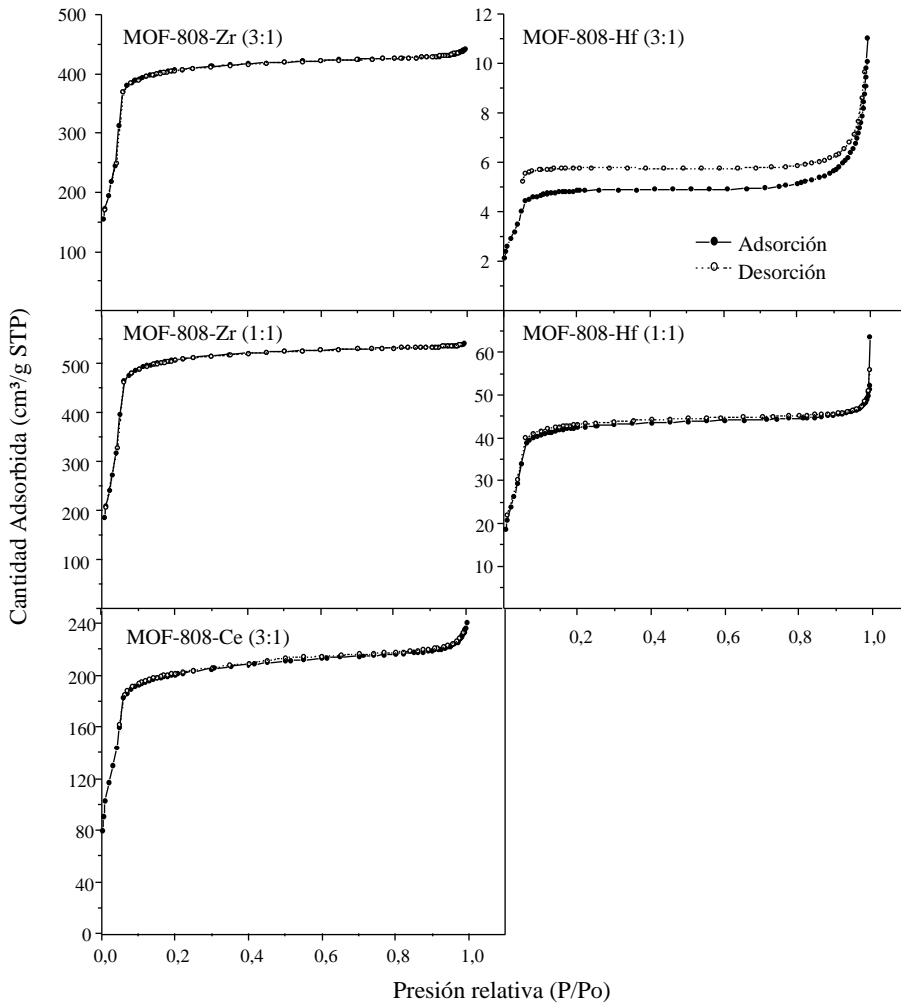 Cantidad Adsorbida (cm³/g STP)
MOF-808-Zr (3:1)
500
400
300
250
200
150
100
MOF-808-Hf (3:1)
12
10
8
6
4
2
Adsorción
Desorción
MOF-808-Zr (1:1)
500
400
300
200
100
MOF-808-Hf (1:1)
60
50
40
30
20
10
0,2 0,4 0,6 0,8 1,0
MOF-808-Ce (3:1)
240
200
160
120
80
40
0
0,0 0,2 0,4 0,6 0,8 1,0
Presión relativa (P/Po)